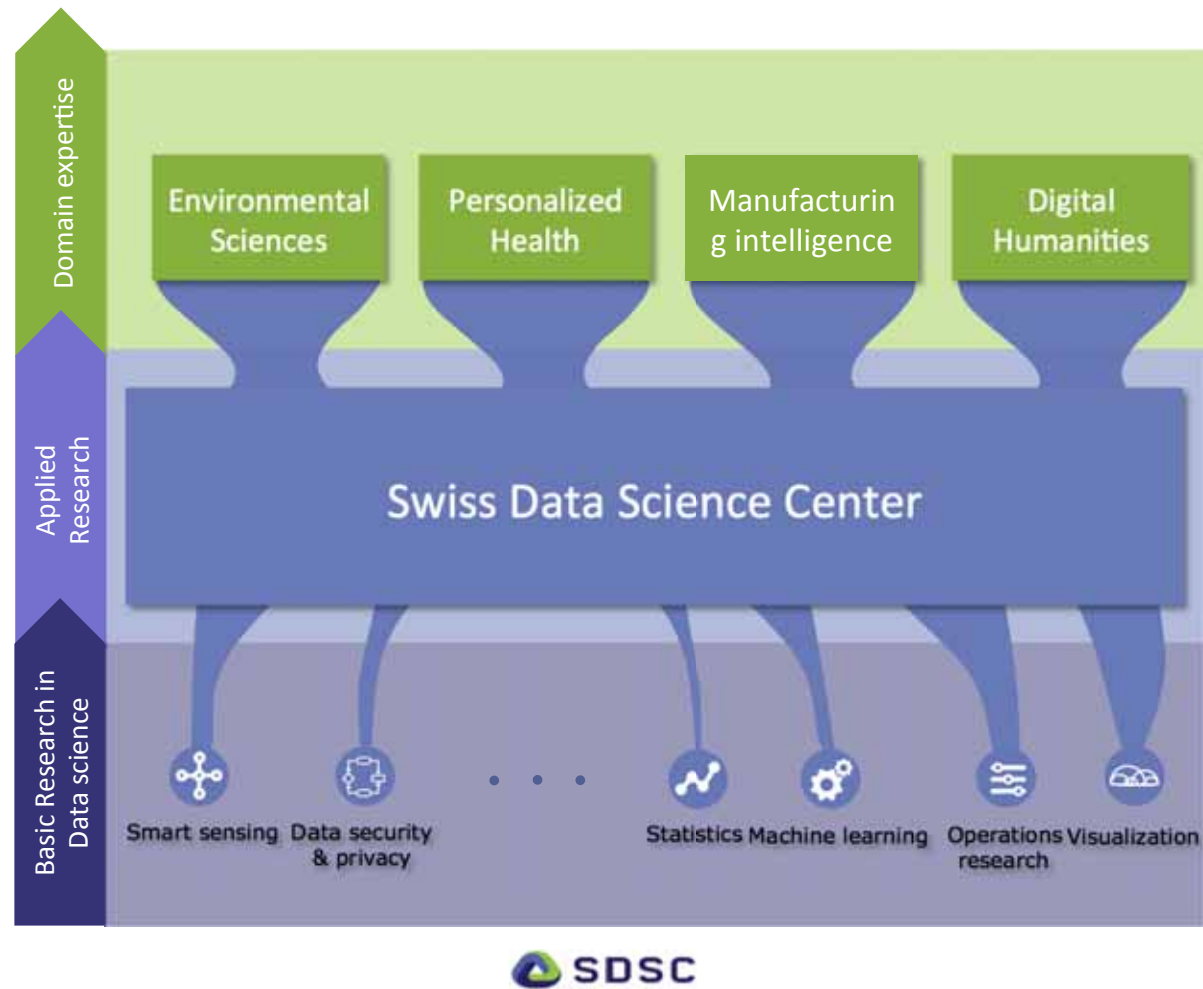 Domain expertise
Environmental
Sciences
Personalized
Health
Manufacturin
g intelligence
Digital
Humanities
Applied
Research
Swiss Data Science Center
Basic Research in
Data science
Smart sensing
Data security
& privacy
. . .
Statistics
Machine learning
Operations
research
Visualization
SDSC